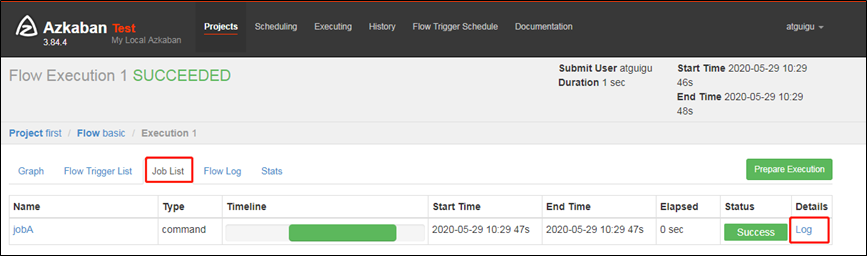 Azkaban Test
3.84.4 My Local Azkaban
Projects Scheduling Executing History Flow Trigger Schedule Documentation
atguigu
Flow Execution 1 SUCCEEDED
Submit User atguigu
Duration 1 sec
Start Time 2020-05-29 10:29
46s
End Time 2020-05-29 10:29
48s
Project first / Flow basic / Execution 1
Graph Flow Trigger List Job List Flow Log Stats
Prepare Execution
Name Type Timeline Start Time End Time Elapsed Status Details
jobA command 2020-05-29 10:29 47s 2020-05-29 10:29 47s 0 sec Success Log